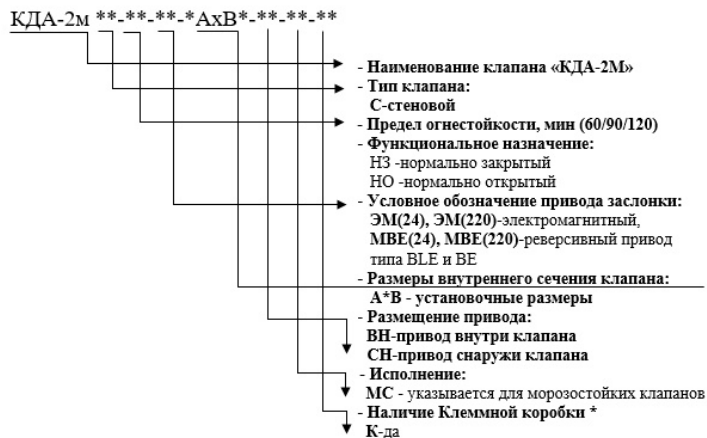 КДА-2м **-**-**-*АхВ*-**-**-**
- Наименование клапана «КДА-2М»
- Тип клапана:
С-стеновой
- Предел огнестойкости, мин (60/90/120)
- Функциональное назначение:
НЗ -нормально закрытый
НО -нормально открытый
- Условное обозначение привода заслонки:
ЭМ(24), ЭМ(220)-электромагнитный,
МВЕ(24), МВЕ(220)-реверсивный привод
типа BLE и BE
- Размеры внутреннего сечения клапана:
А*В - установочные размеры
- Размещение привода:
ВН-привод внутри клапана
СН-привод снаружи клапана
- Исполнение:
МС - указывается для морозостойких клапанов
- Наличие Клеммной коробки *
К-да